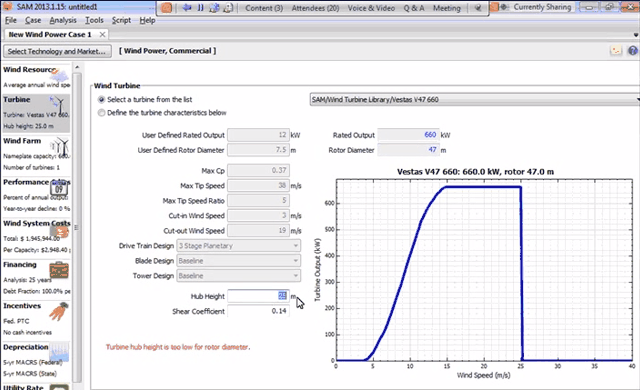 SAM 2013.1.15: untitled1
Content (3) Attendees (20) Voice & Video Q & A Meeting
Currently Sharing
File Case Tools Script Help
New Wind Power Case 1
Select Technology and Market...
[ Wind Power, Commercial ]
Wind Resource
Average annual wind spe
Turbine
Turbine: Vestas V47 660
Hub height: 25.0 m
Wind Farm
Nameplate capacity: 660.
Number of turbines: 1
Performance
Percent of annual output:
Year-to-year decline: 0 %
Wind System Costs
Total: $ 1,945,944.00
Per Capacity: $2,948.40 p
Financing
Analysis: 25 years
Debt Fraction: 100.0% per
Incentives
Fed. PTC
No cash incentives
Depreciation
5-yr MACRS (Federal)
5-yr MACRS (State)
Utility Rate
Wind Turbine
Select a turbine from the list
SAM/Wind Turbine Library/Vestas V47 660
Define the turbine characteristics below
User Defined Rated Output 12 kW
User Defined Rotor Diameter 7.5 m
Rated Output 660 kW
Rotor Diameter 47 m
Max Cp 0.37
Max Tip Speed 38 m/s
Max Tip Speed Ratio 5
Cut-in Wind Speed 3 m/s
Cut-out Wind Speed 19 m/s
Drive Train Design 3 Stage Planetary
Blade Design Baseline
Tower Design Baseline
Hub Height 25 m
Shear Coefficient 0.14
Turbine hub height is too low for rotor diameter.
Vestas V47 660: 660.0 kW, rotor 47.0 m
Turbine Output (kW)
600
500
400
300
200
100
0
0 5 10 15 20 25 30 35 40
Wind Speed (m/s)